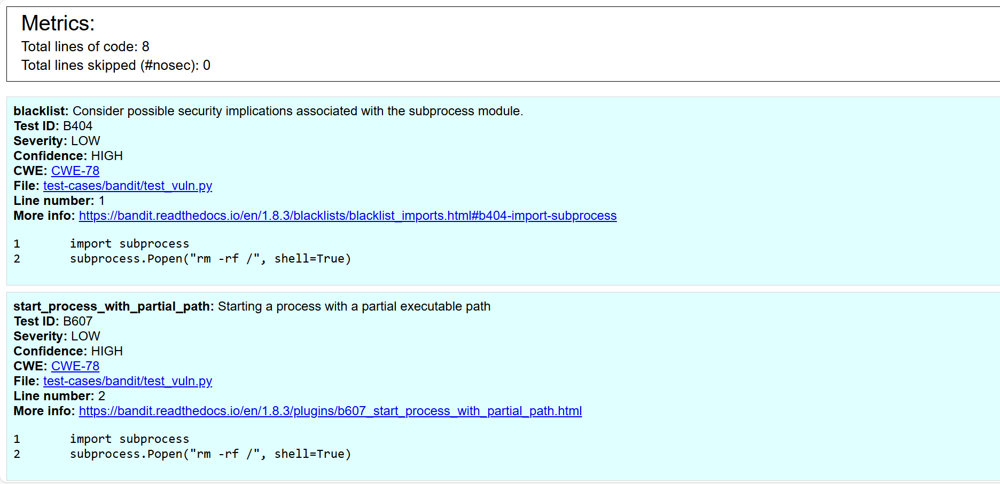 Metrics:
Total lines of code: 8
Total lines skipped (#nosec): 0
blacklist: Consider possible security implications associated with the subprocess module.
Test ID: B404
Severity: LOW
Confidence: HIGH
CWE: CWE-78
File: test-cases/bandit/test_vuln.py
Line number: 1
More info: https://bandit.readthedocs.io/en/1.8.3/blacklists/blacklist_imports.html#b404-import-subprocess
1 import subprocess
2 subprocess.Popen("rm -rf /", shell=True)
start_process_with_partial_path: Starting a process with a partial executable path
Test ID: B607
Severity: LOW
Confidence: HIGH
CWE: CWE-78
File: test-cases/bandit/test_vuln.py
Line number: 2
More info: https://bandit.readthedocs.io/en/1.8.3/plugins/b607_start_process_with_partial_path.html
1 import subprocess
2 subprocess.Popen("rm -rf /", shell=True)